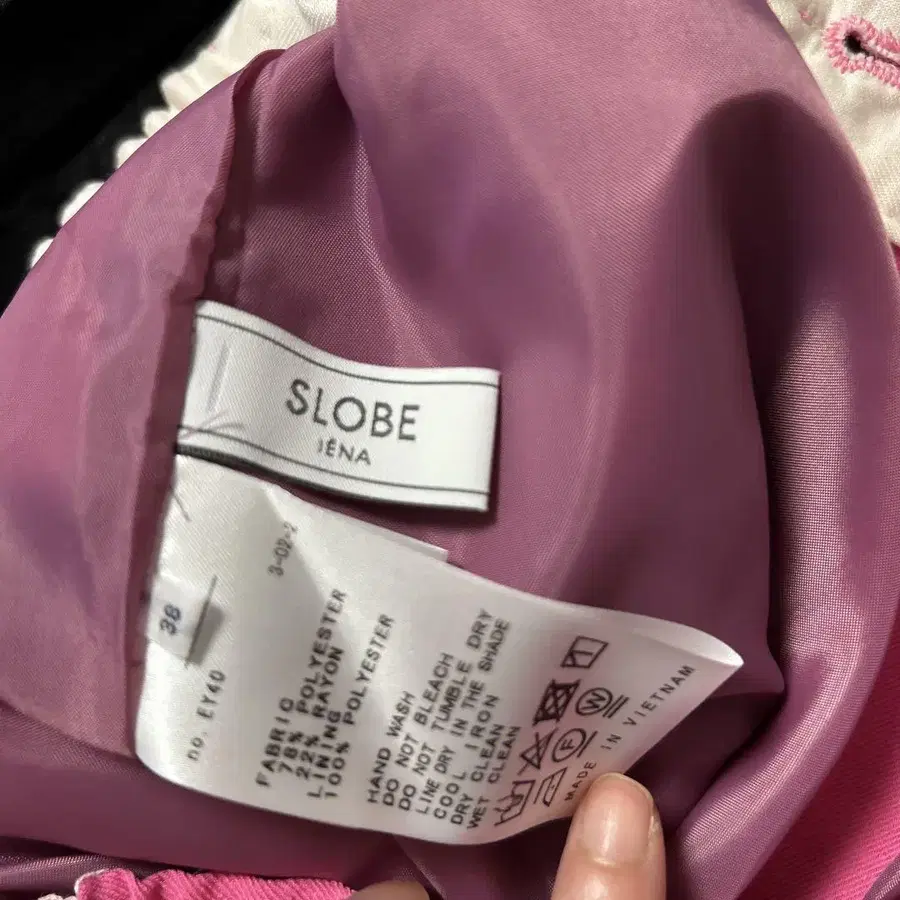 SLOBE
IÉNA
38
3-02-2
no. EY40
FABRIC
78% POLYESTER
22% RAYON
LINING
100% POLYESTER
HAND WASH
DO NOT BLEACH
DO NOT TUMBLE DRY
LINE DRY IN THE SHADE
COOL IRON
DRY CLEAN
WET CLEAN
F
W
MADE IN VIETNAM